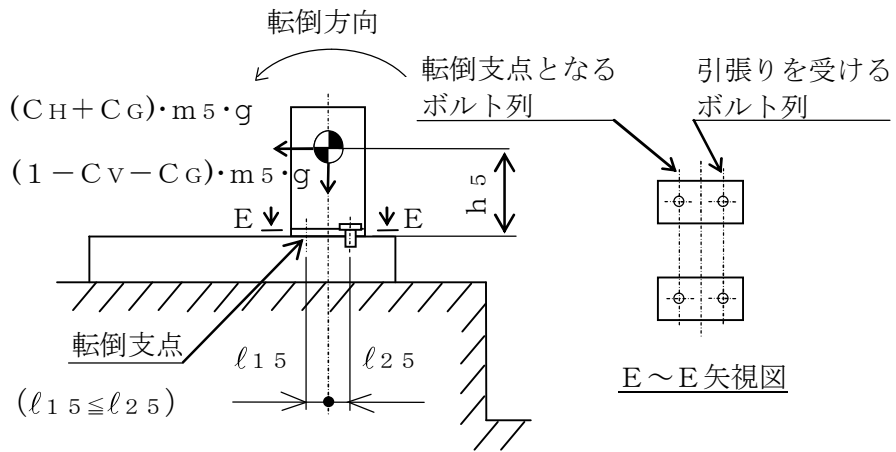 転倒方向
転倒支点となる
ボルト列
引張りを受ける
ボルト列
(CH+CG)·m5·g
(1-CV-CG)·m5·g
h5
E E
転倒支点
ℓ15 ℓ25
(ℓ15≦ℓ25)
E~E矢視図